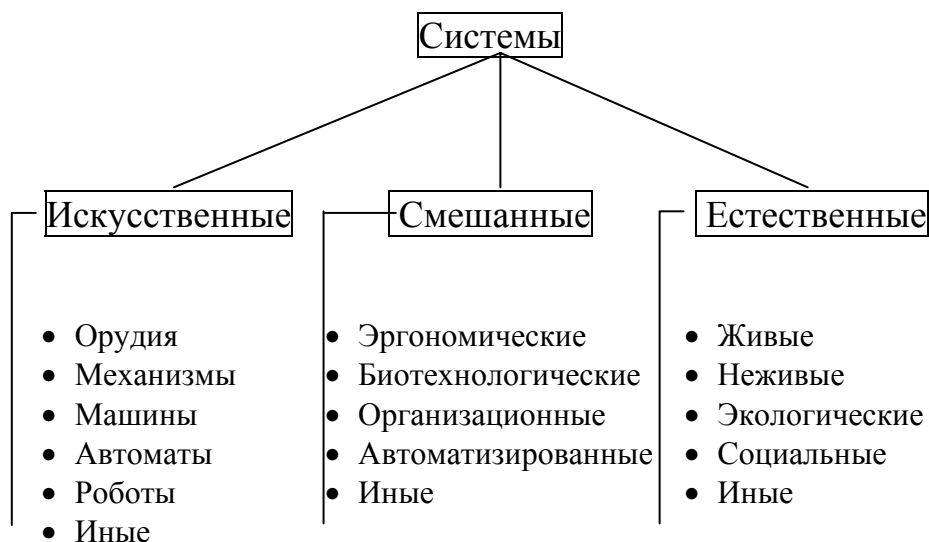 Системы
Искусственные
Смешанные
Естественные
• Орудия
• Механизмы
• Машины
• Автоматы
• Роботы
• Иные
• Эргономические
• Биотехнологические
• Организационные
• Автоматизированные
• Иные
• Живые
• Неживые
• Экологические
• Социальные
• Иные